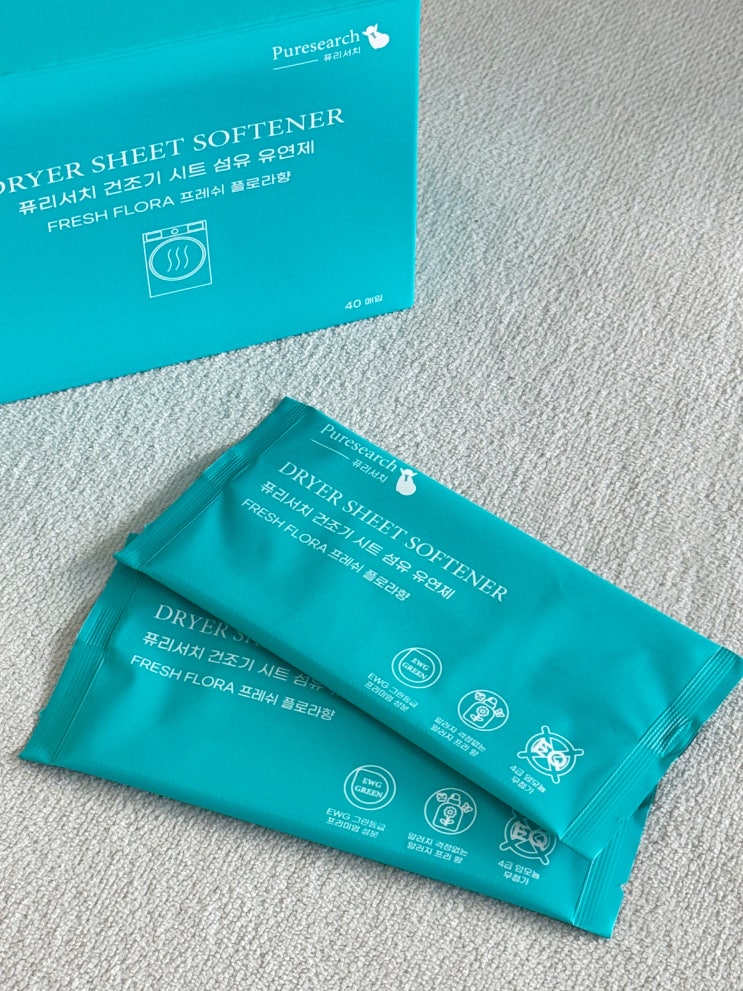 Puresearch
퓨리서치
DRYER SHEET SOFTENER
퓨리서치 건조기 시트 섬유 유연제
FRESH FLORA 프레쉬 플로라향
40 매입
Puresearch
퓨리서치
DRYER SHEET SOFTENER
퓨리서치 건조기 시트 섬유 유연제
FRESH FLORA 프레쉬 플로라향
EWG
GREEN
EWG 그린등급
프리미엄 성분
알러지 걱정없는
알러지 프리 향
EQ
4급 암모늄
무첨가
DRYER
퓨리서치 건조기 시트 섬유
FRESH FLORA 프레쉬 플로라향
EWG
GREEN
EWG 그린등급
프리미엄 성분
알러지 걱정없는
알러지 프리 향
EQ
4급 암모늄
무첨가